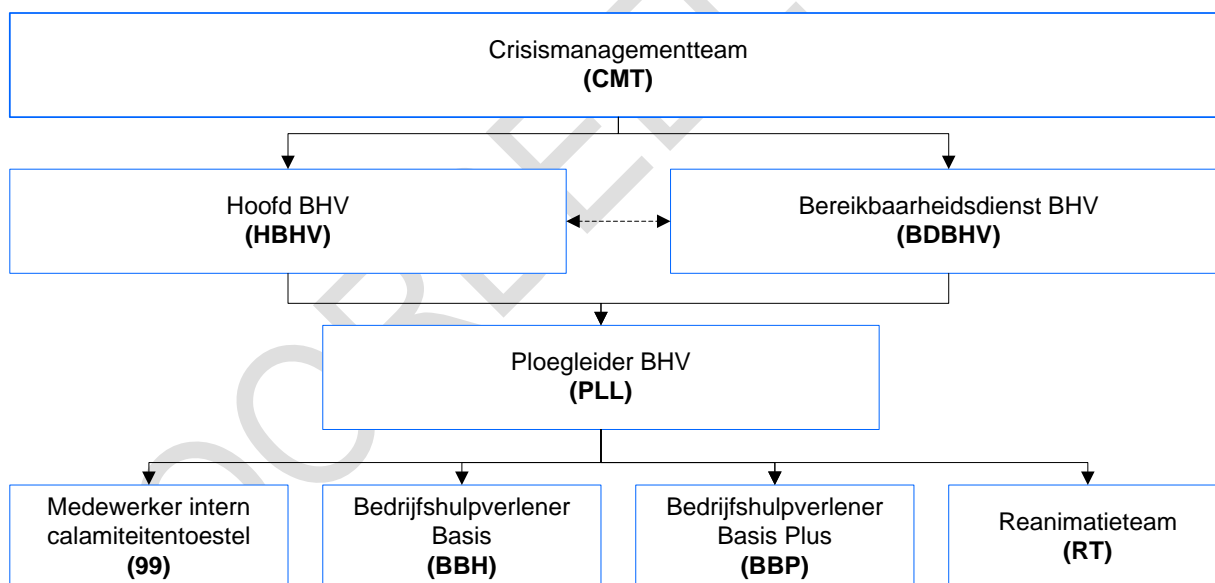 Crisismanagementteam
(CMT)
Hoofd BHV
(HBHV)
Bereikbaarheidsdienst BHV
(BDBHV)
Ploegleider BHV
(PLL)
Medewerker intern
calamiteitentoestel
(99)
Bedrijfshulpverlener
Basis
(BBH)
Bedrijfshulpverlener
Basis Plus
(BBP)
Reanimatieteam
(RT)